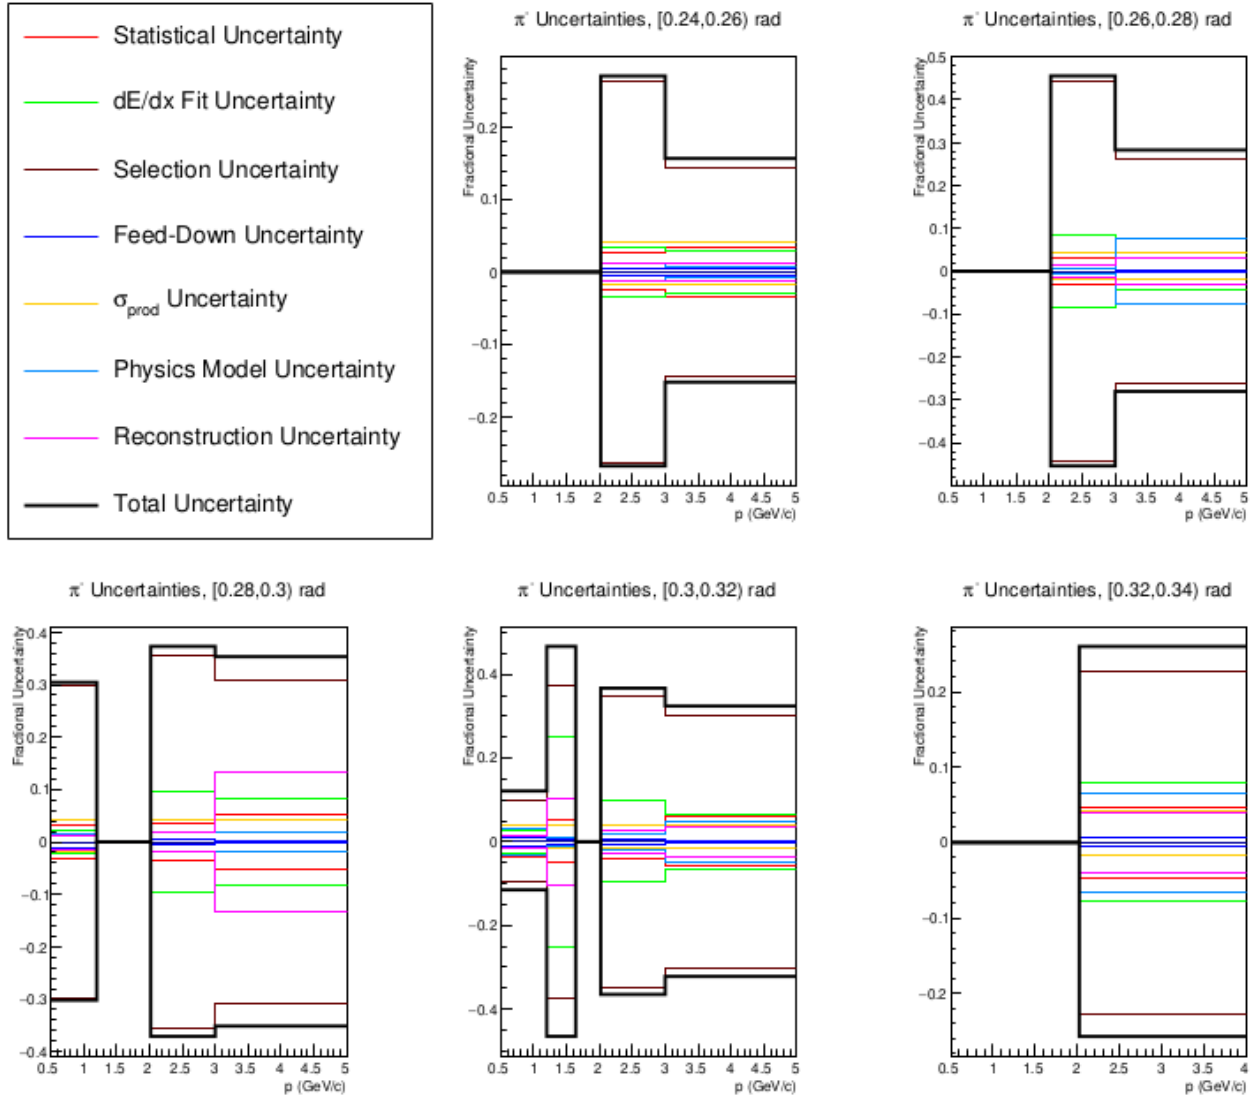 Statistical Uncertainty
dE/dx Fit Uncertainty
Selection Uncertainty
Feed-Down Uncertainty
σprod Uncertainty
Physics Model Uncertainty
Reconstruction Uncertainty
Total Uncertainty
π- Uncertainties, [0.24,0.26) rad
Fractional Uncertainty
0.2
0.1
0
−0.1
−0.2
0.5 1 1.5 2 2.5 3 3.5 4 4.5 5
p (GeV/c)
π- Uncertainties, [0.26,0.28) rad
Fractional Uncertainty
0.5
0.4
0.3
0.2
0.1
0
−0.1
−0.2
−0.3
−0.4
0.5 1 1.5 2 2.5 3 3.5 4 4.5 5
p (GeV/c)
π- Uncertainties, [0.28,0.3) rad
Fractional Uncertainty
0.4
0.3
0.2
0.1
0
−0.1
−0.2
−0.3
−0.4
0.5 1 1.5 2 2.5 3 3.5 4 4.5 5
p (GeV/c)
π- Uncertainties, [0.3,0.32) rad
Fractional Uncertainty
0.4
0.2
0
−0.2
−0.4
0.5 1 1.5 2 2.5 3 3.5 4 4.5 5
p (GeV/c)
π- Uncertainties, [0.32,0.34) rad
Fractional Uncertainty
0.2
0.1
0
−0.1
−0.2
0.5 1 1.5 2 2.5 3 3.5 4
p (GeV/c)